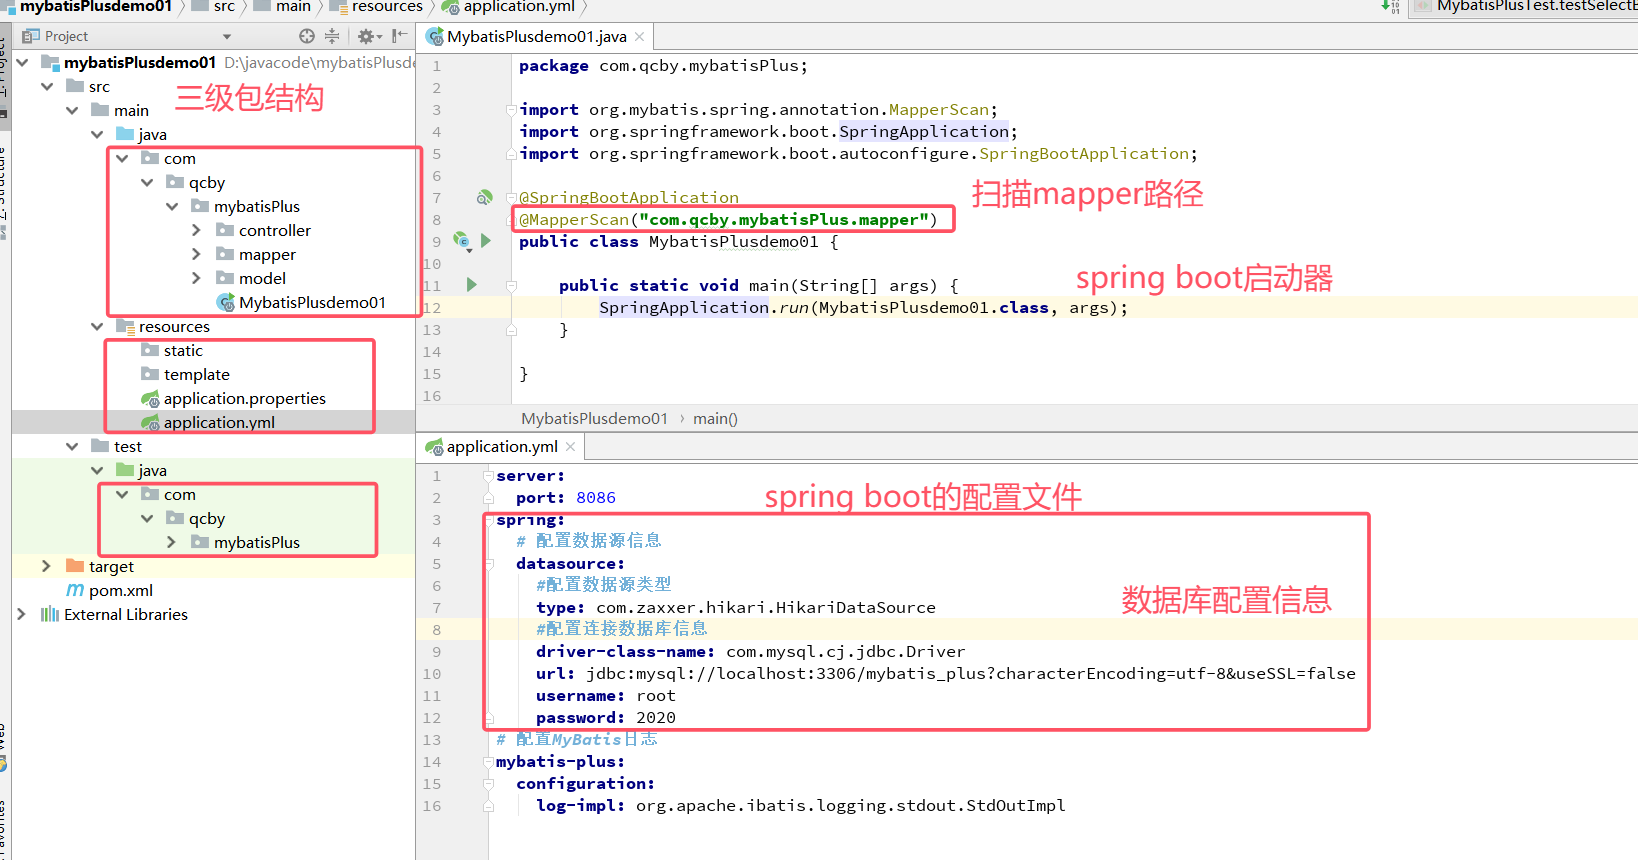 mybatisPlusdemo01 src main resources application.yml
MybatisPlusTest.testSelectB
Project
mybatisPlusdemo01 D:\javacode\mybatisPlusde
src
三级包结构
main
java
com
qcby
mybatisPlus
controller
mapper
model
MybatisPlusdemo01
resources
static
template
application.properties
application.yml
test
java
com
qcby
mybatisPlus
target
pom.xml
External Libraries
MybatisPlusdemo01.java
1 package com.qcby.mybatisPlus;
2
3 import org.mybatis.spring.annotation.MapperScan;
4 import org.springframework.boot.SpringApplication;
5 import org.springframework.boot.autoconfigure.SpringBootApplication;
6
7 @SpringBootApplication
扫描mapper路径
8 @MapperScan("com.qcby.mybatisPlus.mapper")
9 public class MybatisPlusdemo01 {
10
spring boot启动器
11 public static void main(String[] args) {
12 SpringApplication.run(MybatisPlusdemo01.class, args);
13 }
14
15 }
16
MybatisPlusdemo01 › main()
application.yml
1 server:
2 port: 8086
spring boot的配置文件
3 spring:
4 # 配置数据源信息
5 datasource:
6 #配置数据源类型
7 type: com.zaxxer.hikari.HikariDataSource
数据库配置信息
8 #配置连接数据库信息
9 driver-class-name: com.mysql.cj.jdbc.Driver
10 url: jdbc:mysql://localhost:3306/mybatis_plus?characterEncoding=utf-8&useSSL=false
11 username: root
12 password: 2020
13 # 配置MyBatis日志
14 mybatis-plus:
15 configuration:
16 log-impl: org.apache.ibatis.logging.stdout.StdOutImpl